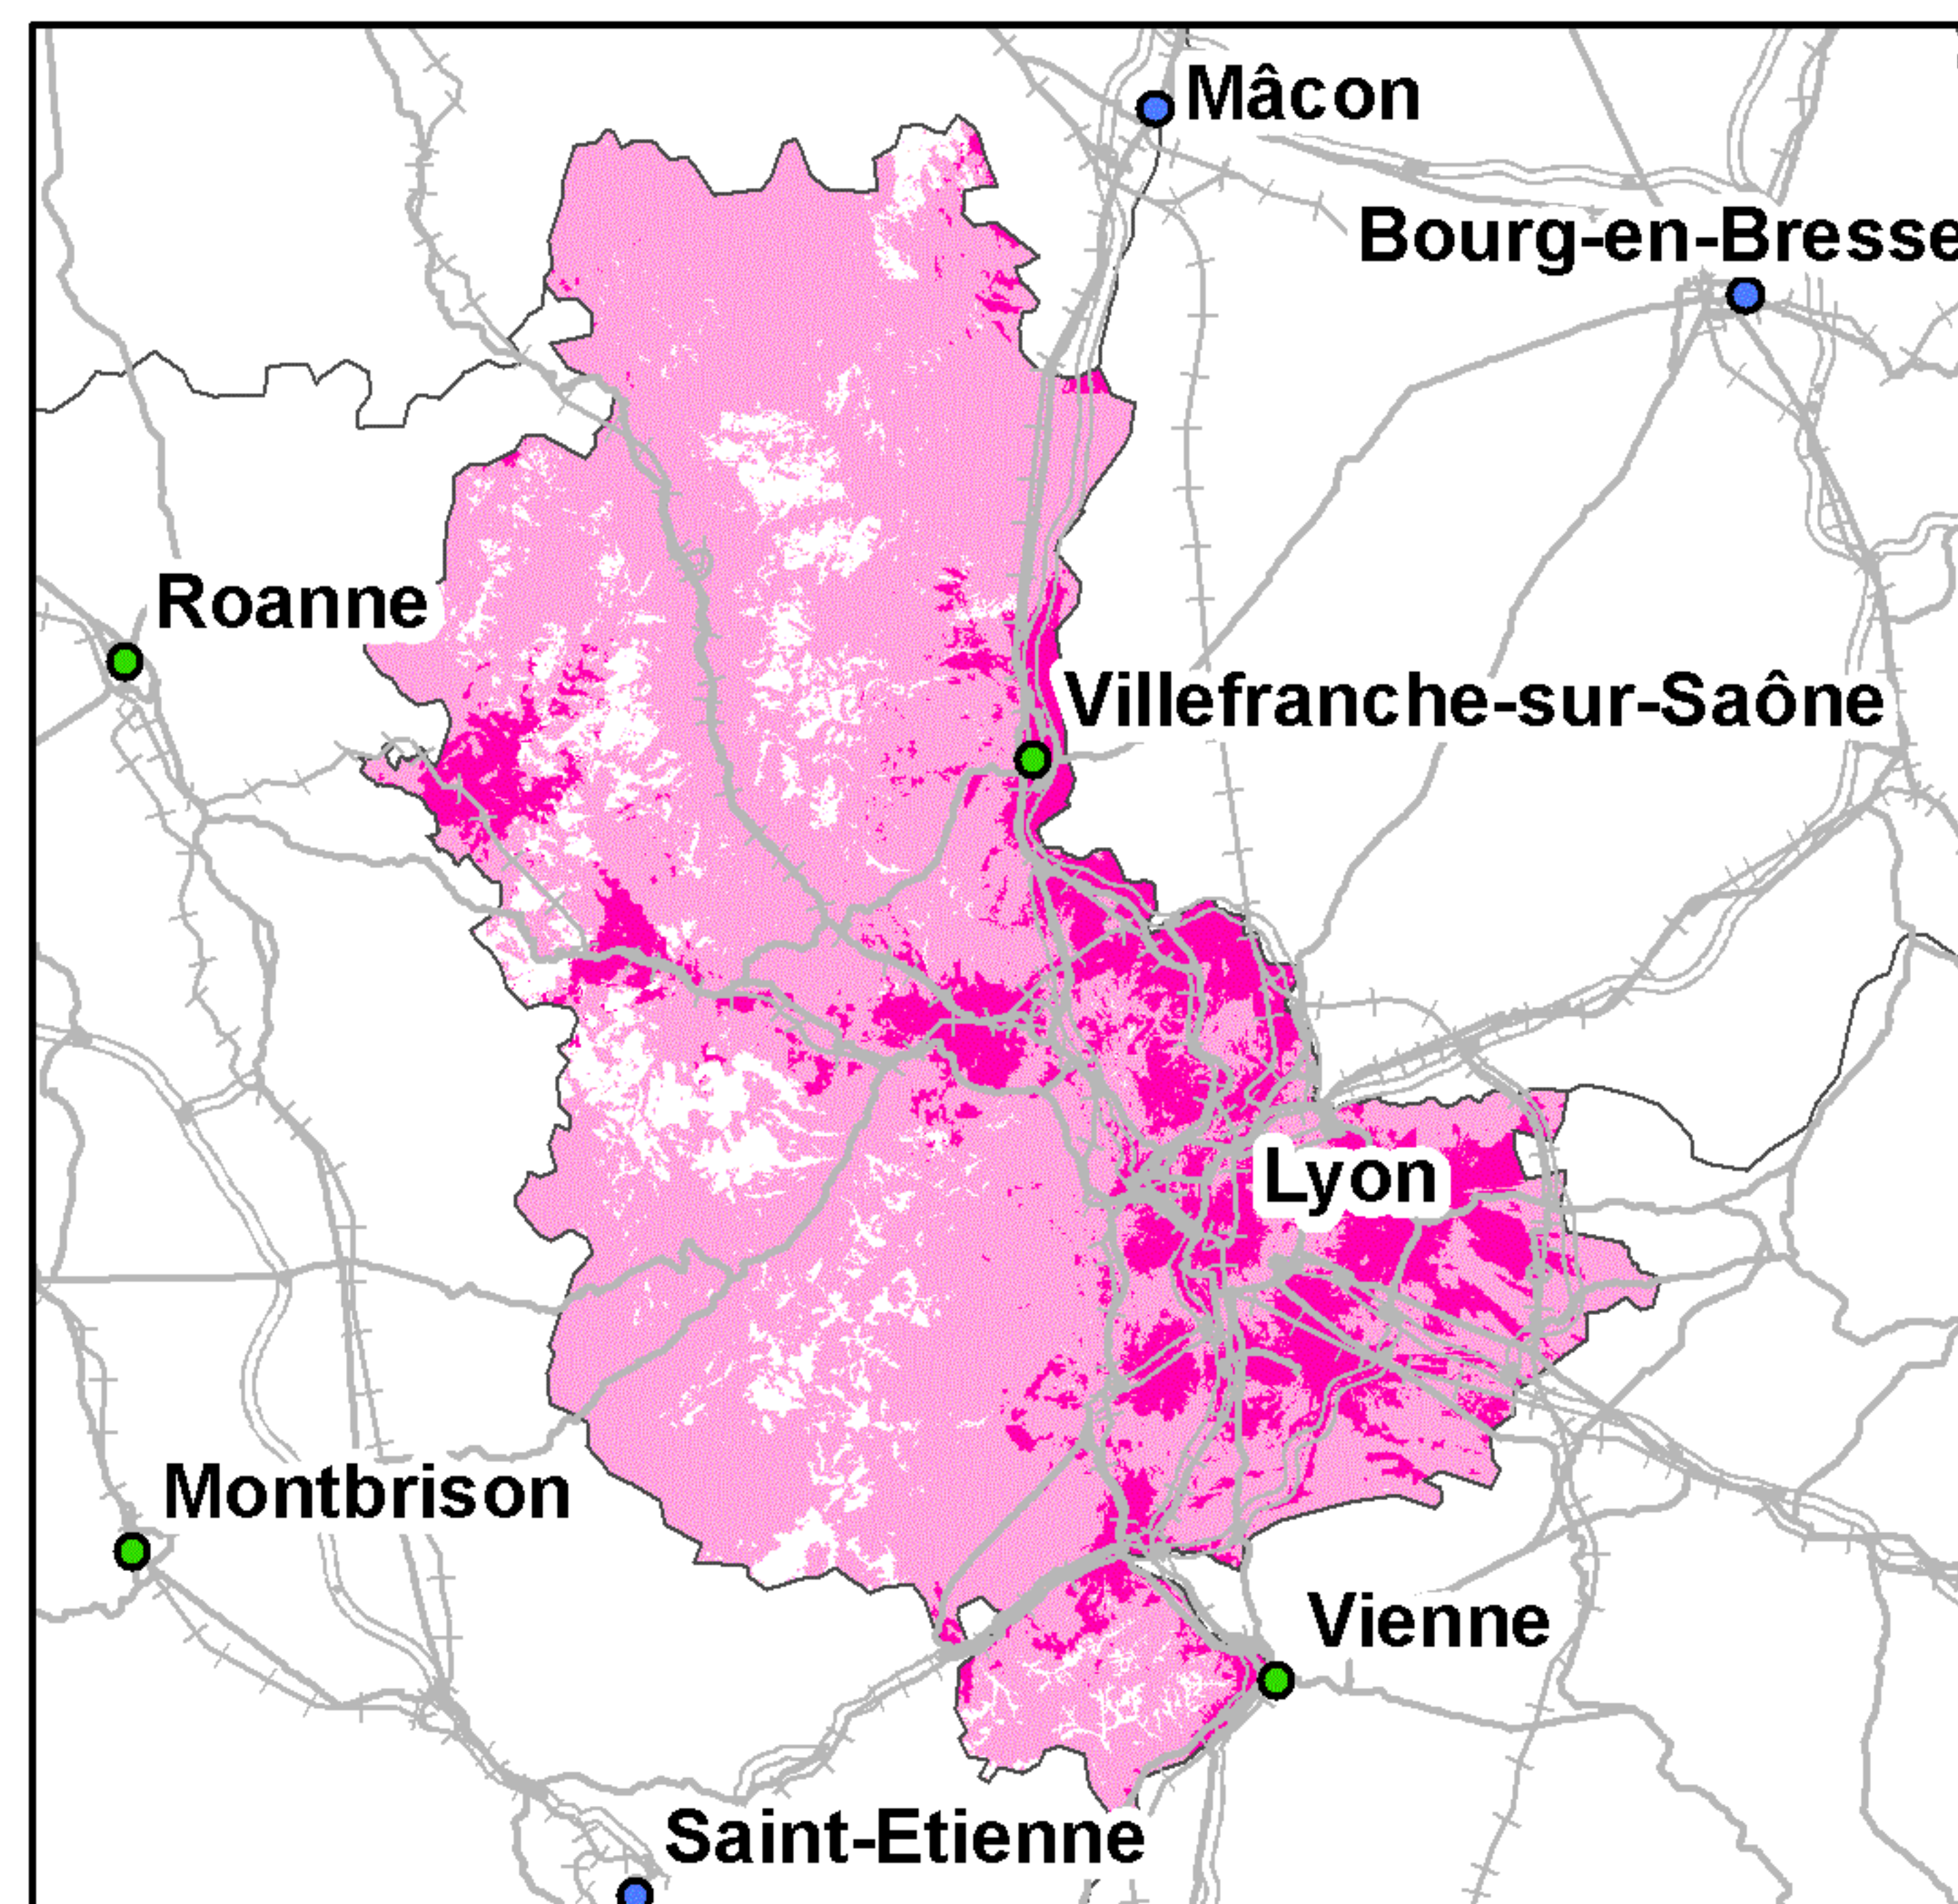 Mâcon
Bourg-en-Bresse
Roanne
Villefranche-sur-Saône
Lyon
Montbrison
Vienne
Saint-Etienne